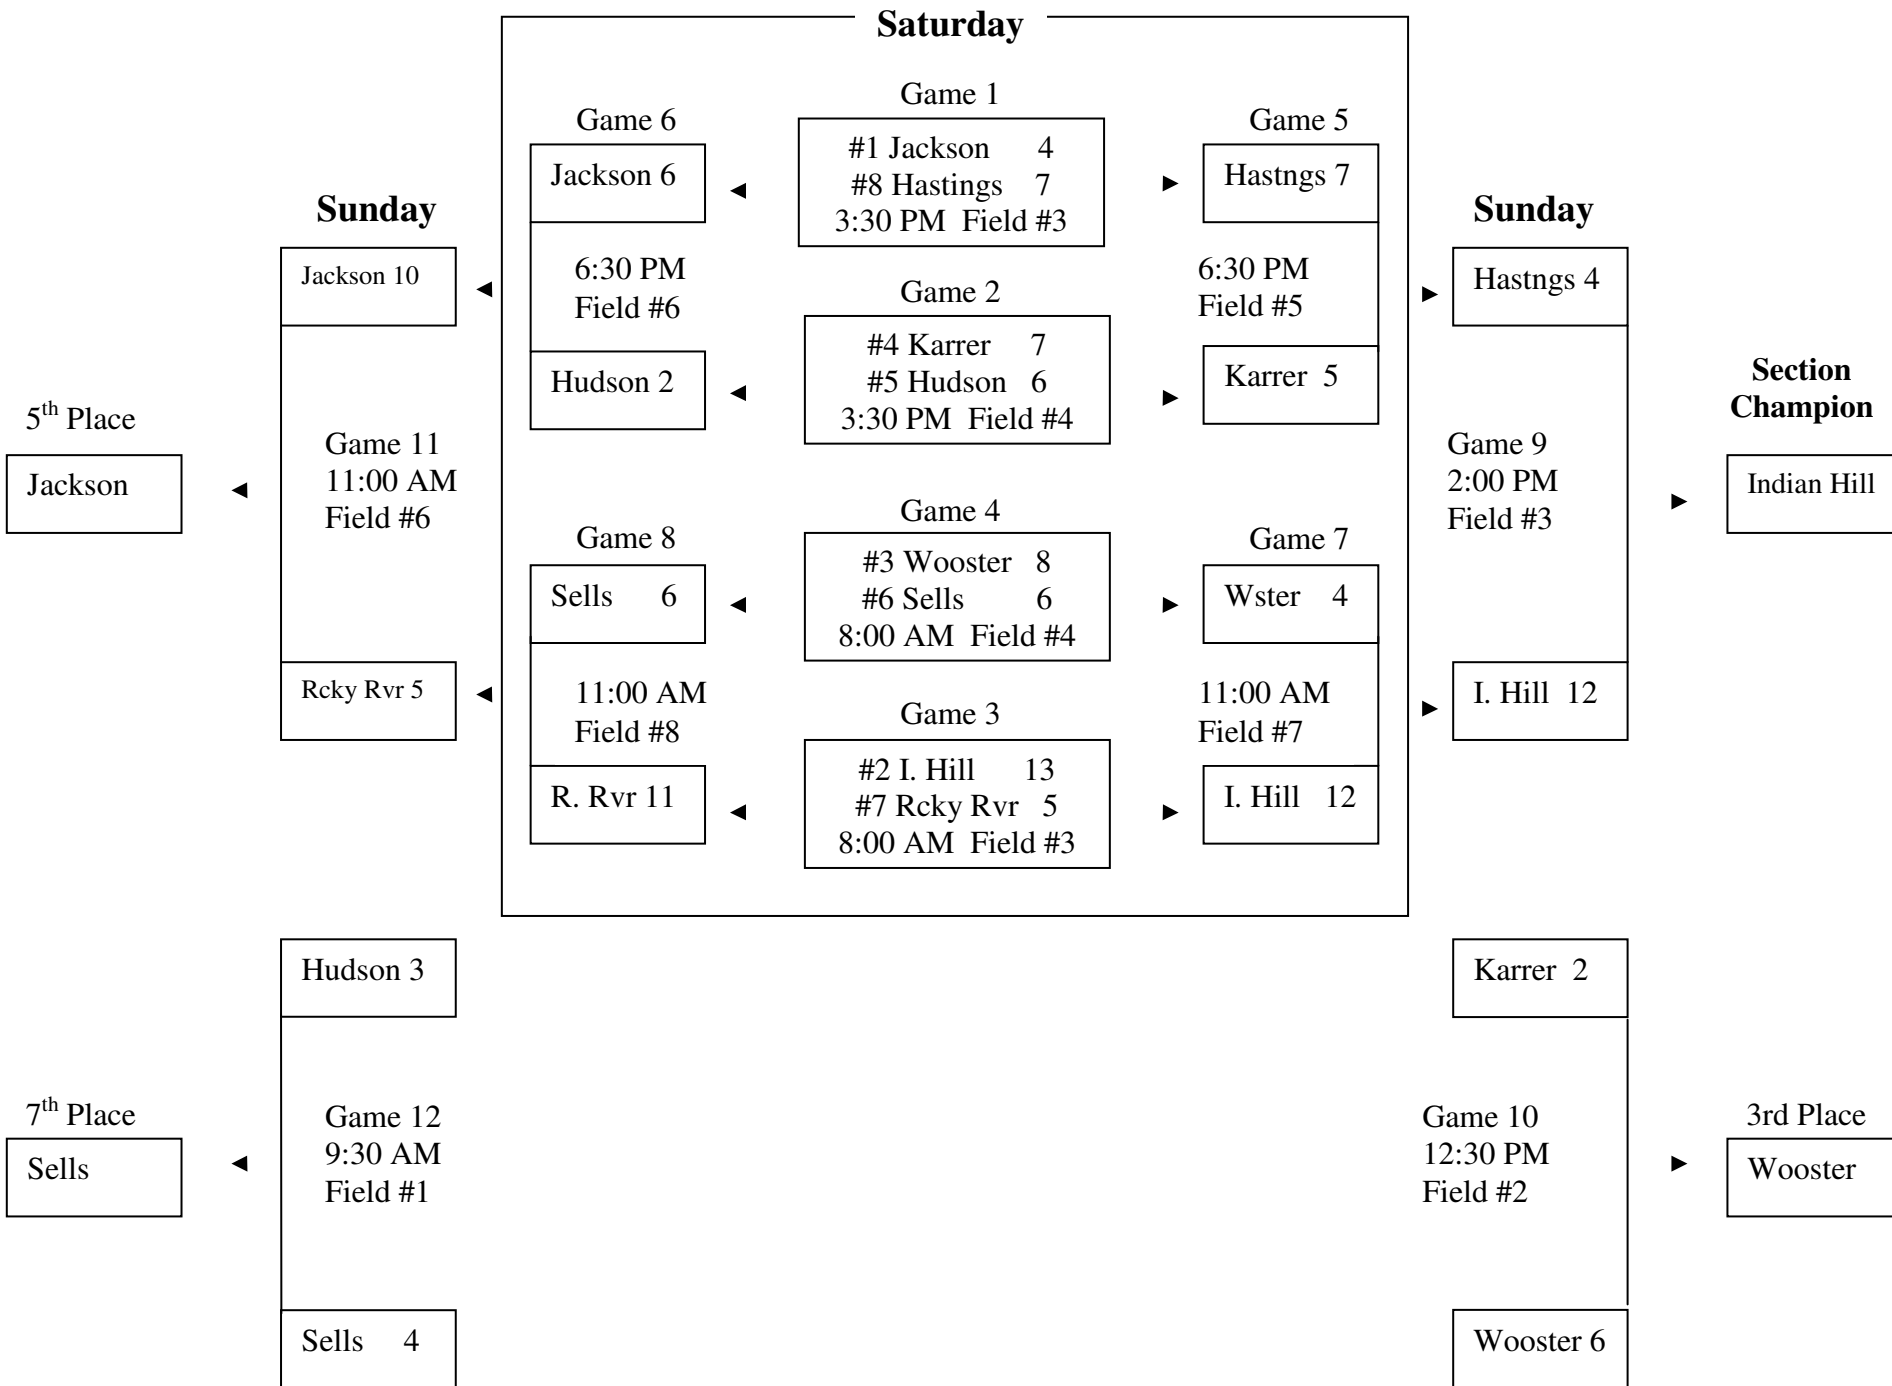 Saturday
Game 1
Game 6
Game 5
#1 Jackson 4
#8 Hastings 7
3:30 PM Field #3
Jackson 6
Hastngs 7
Sunday
Sunday
Jackson 10
6:30 PM
Field #6
Game 2
6:30 PM
Field #5
Hastngs 4
#4 Karrer 7
#5 Hudson 6
3:30 PM Field #4
Hudson 2
Karrer 5
Section
Champion
5th Place
Jackson
Game 11
11:00 AM
Field #6
Game 9
2:00 PM
Field #3
Indian Hill
Game 4
Game 8
Game 7
#3 Wooster 8
#6 Sells 6
8:00 AM Field #4
Sells 6
Wster 4
Rcky Rvr 5
11:00 AM
Field #8
Game 3
11:00 AM
Field #7
I. Hill 12
#2 I. Hill 13
#7 Rcky Rvr 5
8:00 AM Field #3
R. Rvr 11
I. Hill 12
Hudson 3
Karrer 2
7th Place
Sells
Game 12
9:30 AM
Field #1
Game 10
12:30 PM
Field #2
3rd Place
Wooster
Sells 4
Wooster 6